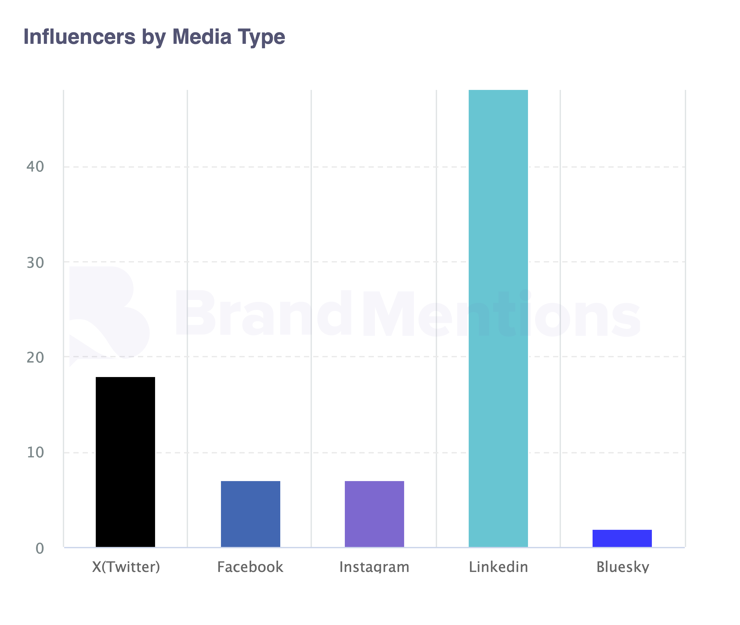 Influencers by Media Type
40
30
BrandMentions
20
10
0
X(Twitter) Facebook Instagram Linkedin Bluesky